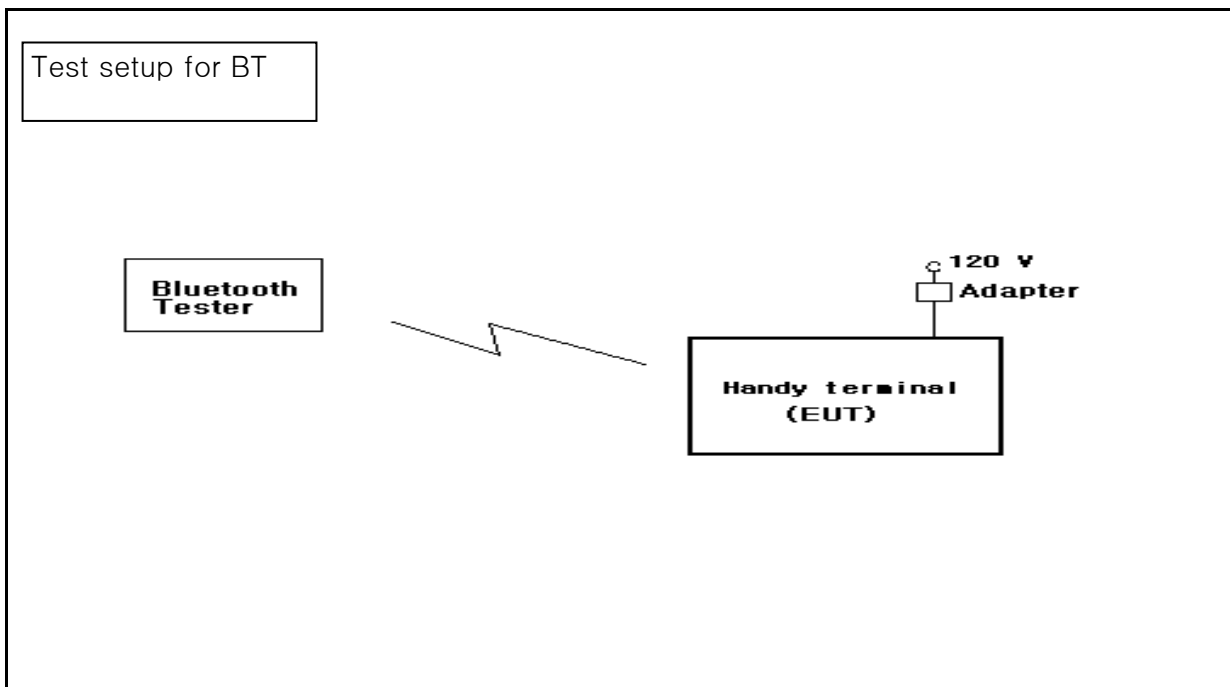 Test setup for BT
Bluetooth
Tester
120 V
Adapter
Handy terminal
(EUT)